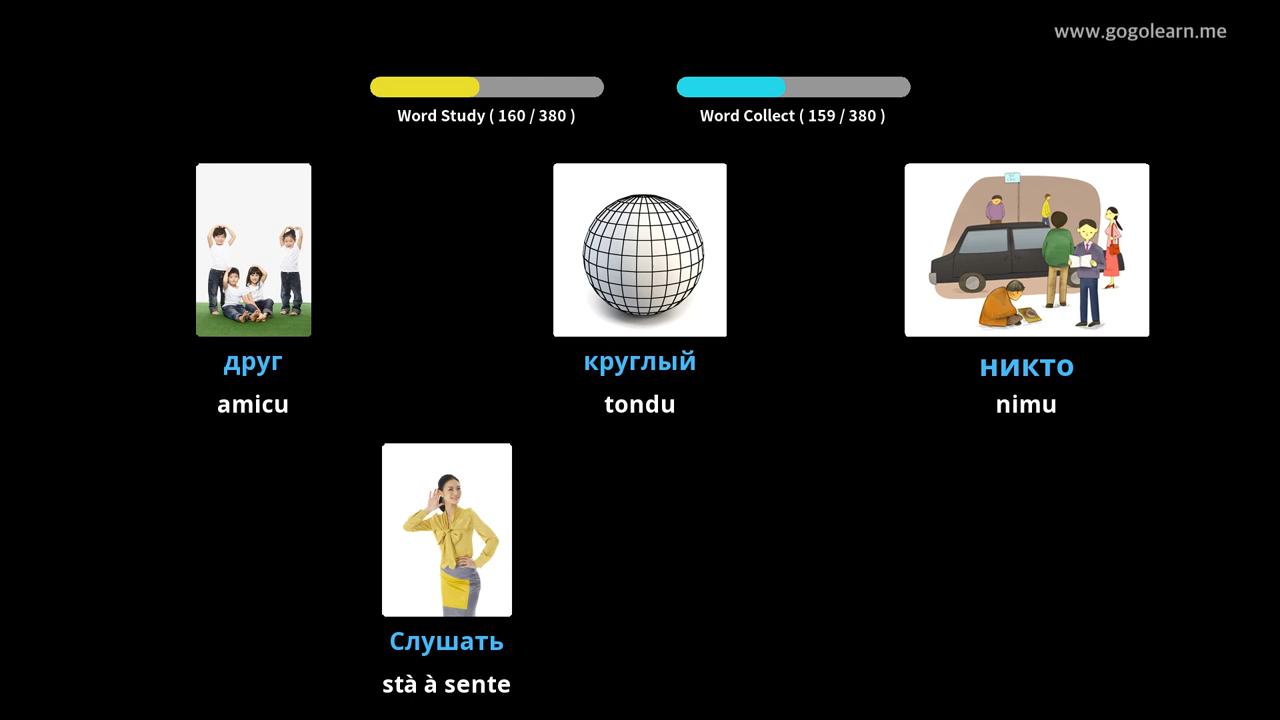 www.gogolearn.me
Word Study ( 160 / 380 )
Word Collect ( 159 / 380 )
друг
круглый
никто
amicu
tondu
nimu
Слушать
stà à sente